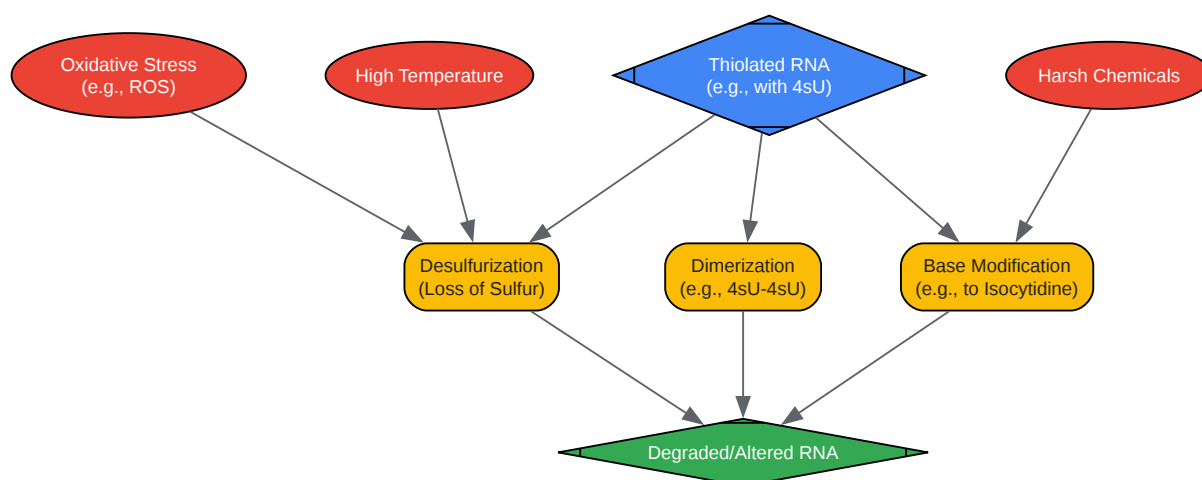 Oxidative Stress
(e.g., ROS)
High Temperature
Thiolated RNA
(e.g., with 4sU)
Harsh Chemicals
Desulfurization
(Loss of Sulfur)
Dimerization
(e.g., 4sU-4sU)
Base Modification
(e.g., to Isocytidine)
Degraded/Altered RNA